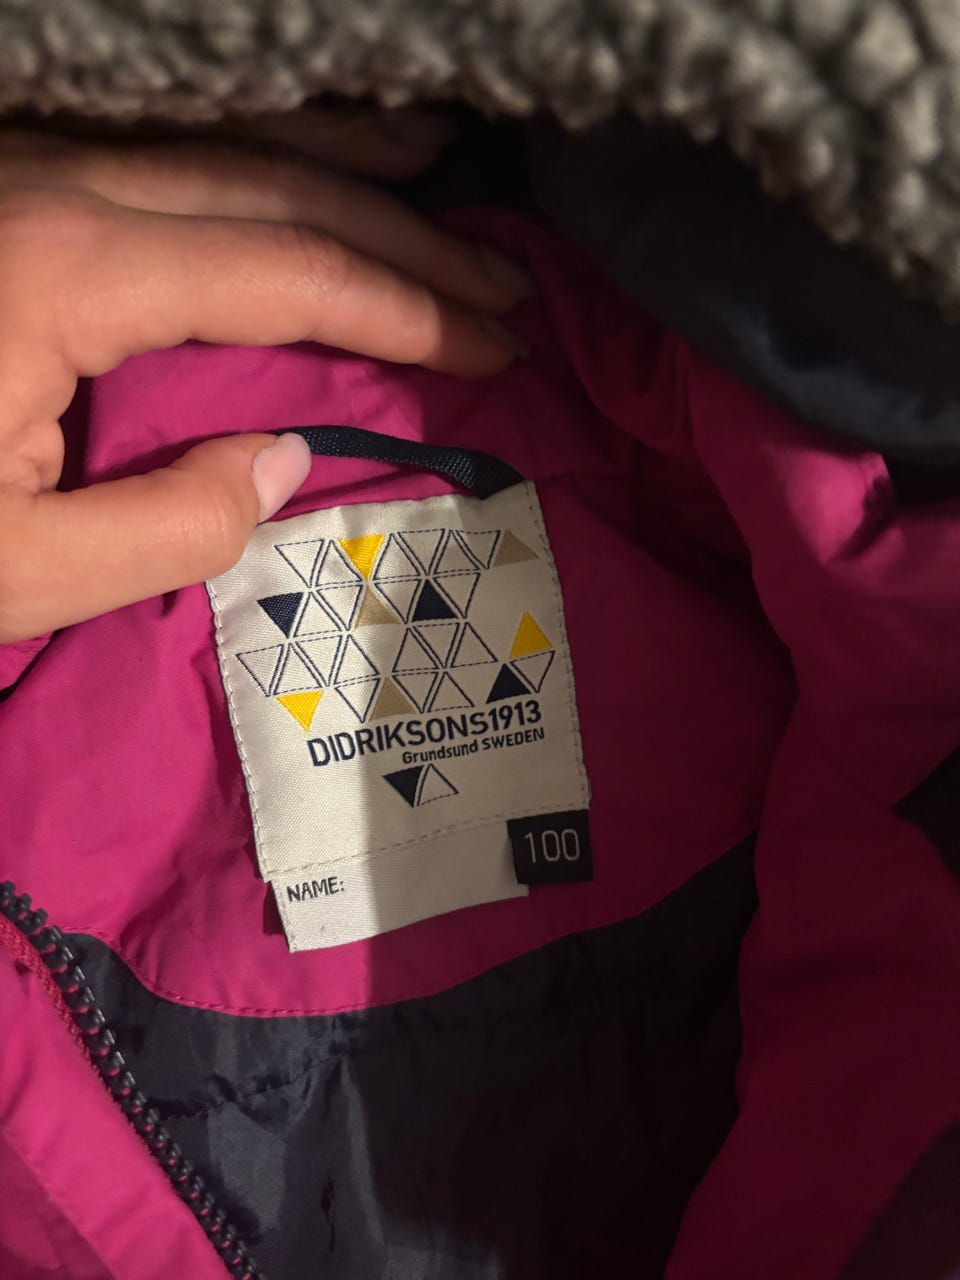 DIDRIKSONS1913
Grundsund SWEDEN
100
NAME: